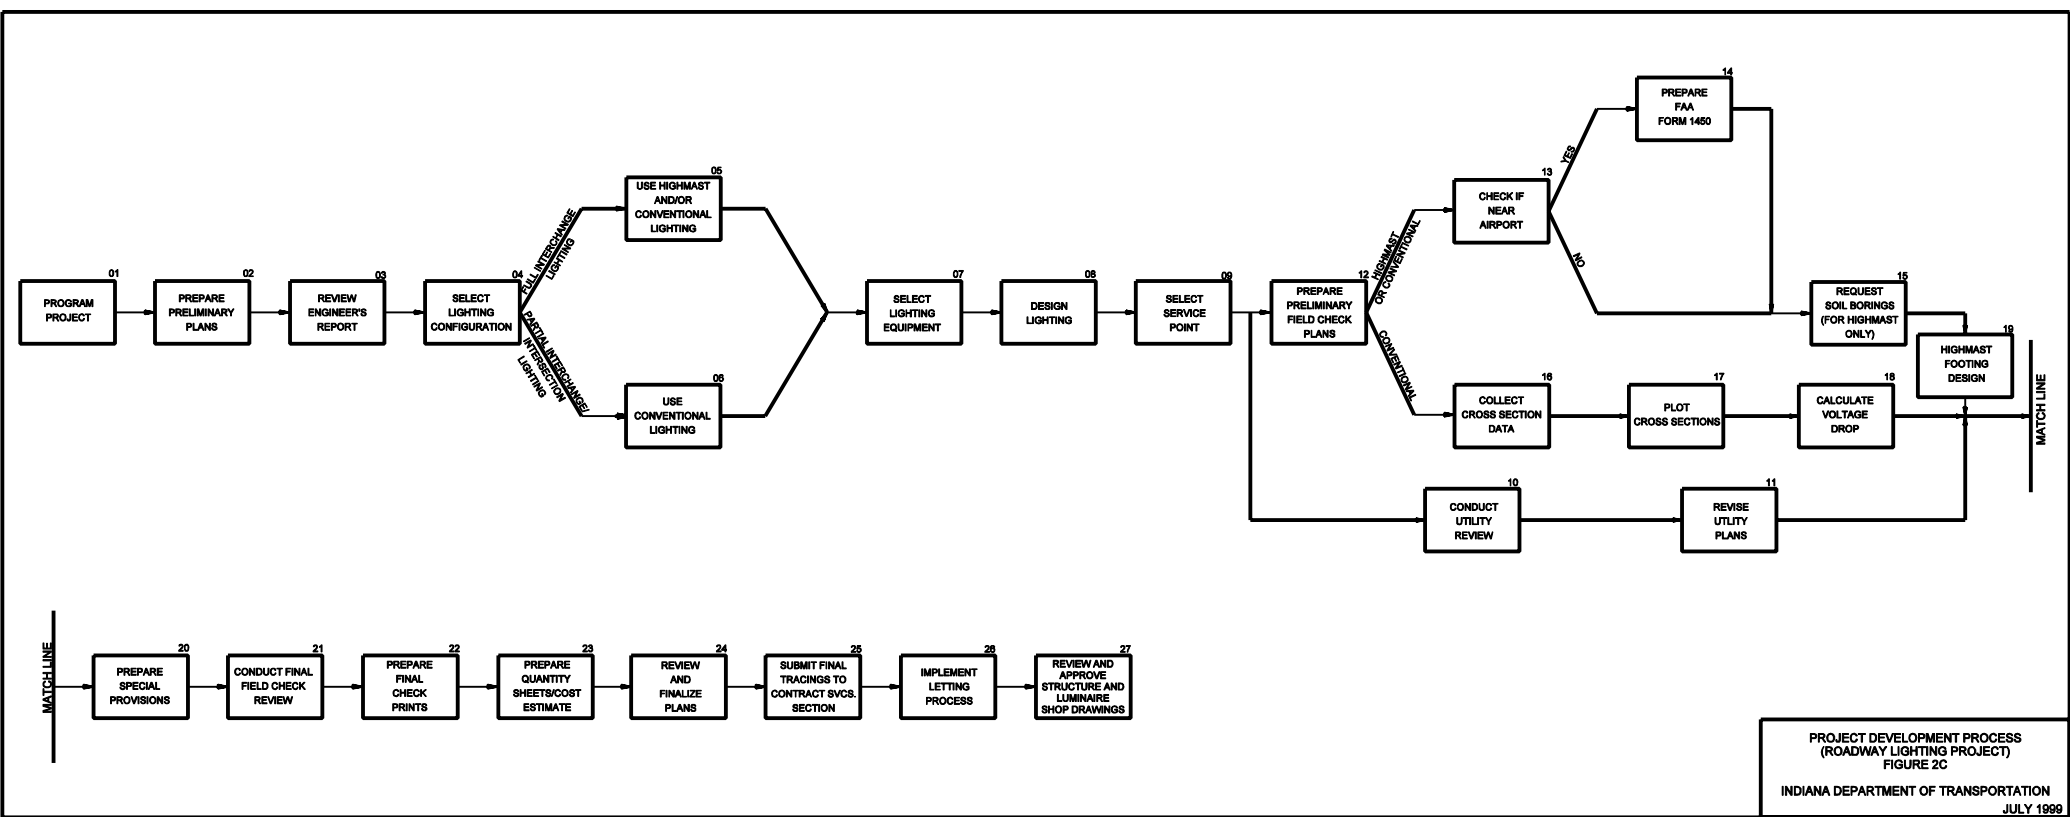 01
PROGRAM
PROJECT
02
PREPARE
PRELIMINARY
PLANS
03
REVIEW
ENGINEER'S
REPORT
04
SELECT
LIGHTING
CONFIGURATION
FULL INTERCHANGE
LIGHTING
PARTIAL INTERCHANGE/
INTERSECTION
LIGHTING
05
USE HIGHMAST
AND/OR
CONVENTIONAL
LIGHTING
06
USE
CONVENTIONAL
LIGHTING
07
SELECT
LIGHTING
EQUIPMENT
08
DESIGN
LIGHTING
09
SELECT
SERVICE
POINT
12
PREPARE
PRELIMINARY
FIELD CHECK
PLANS
HIGHMAST
OR CONVENTIONAL
CONVENTIONAL
13
CHECK IF
NEAR
AIRPORT
YES
NO
14
PREPARE
FAA
FORM 1450
15
REQUEST
SOIL BORINGS
(FOR HIGHMAST
ONLY)
19
HIGHMAST
FOOTING
DESIGN
16
COLLECT
CROSS SECTION
DATA
17
PLOT
CROSS SECTIONS
18
CALCULATE
VOLTAGE
DROP
10
CONDUCT
UTILITY
REVIEW
11
REVISE
UTLITY
PLANS
MATCH LINE
MATCH LINE
20
PREPARE
SPECIAL
PROVISIONS
21
CONDUCT FINAL
FIELD CHECK
REVIEW
22
PREPARE
FINAL
CHECK
PRINTS
23
PREPARE
QUANTITY
SHEETS/COST
ESTIMATE
24
REVIEW
AND
FINALIZE
PLANS
25
SUBMIT FINAL
TRACINGS TO
CONTRACT SVCS.
SECTION
26
IMPLEMENT
LETTING
PROCESS
27
REVIEW AND
APPROVE
STRUCTURE AND
LUMINAIRE
SHOP DRAWINGS
PROJECT DEVELOPMENT PROCESS
(ROADWAY LIGHTING PROJECT)
FIGURE 2C
INDIANA DEPARTMENT OF TRANSPORTATION
JULY 1999